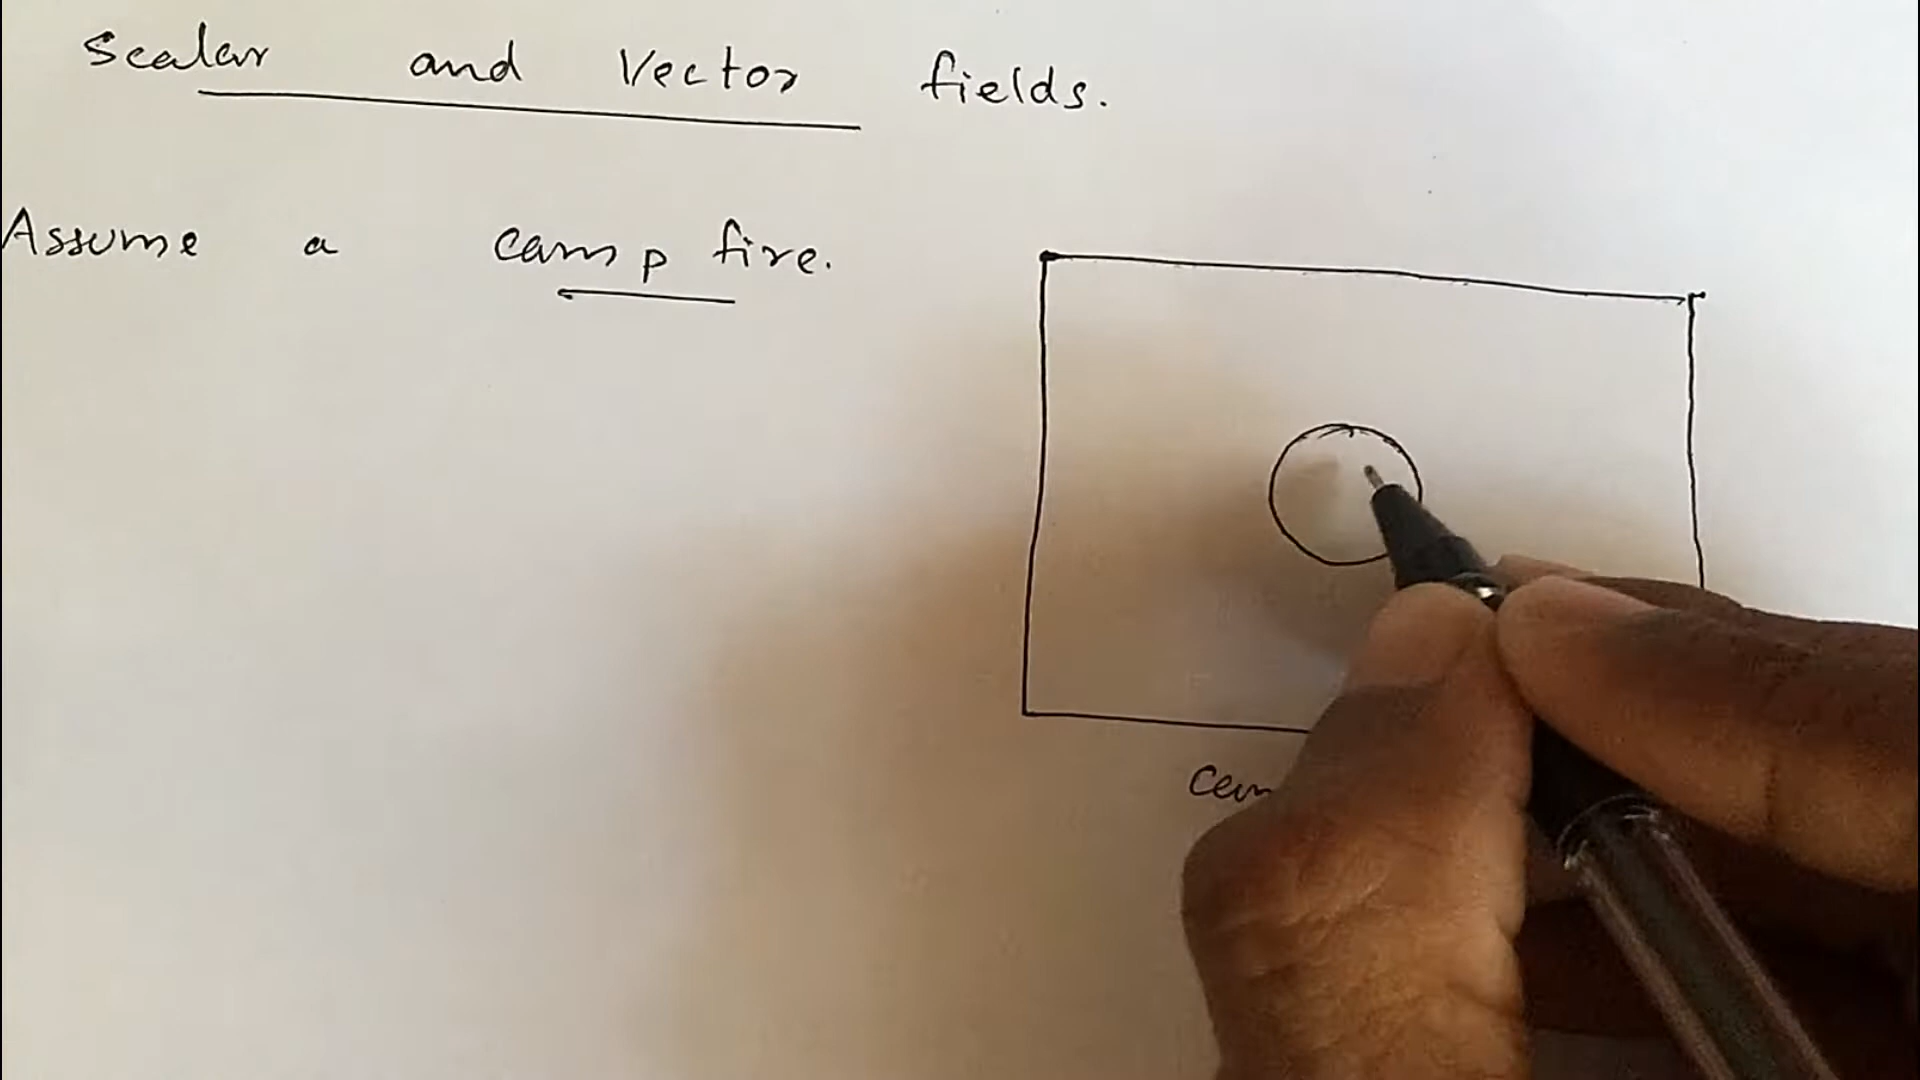 Scalar and Vector fields.
Assume a camp fire.